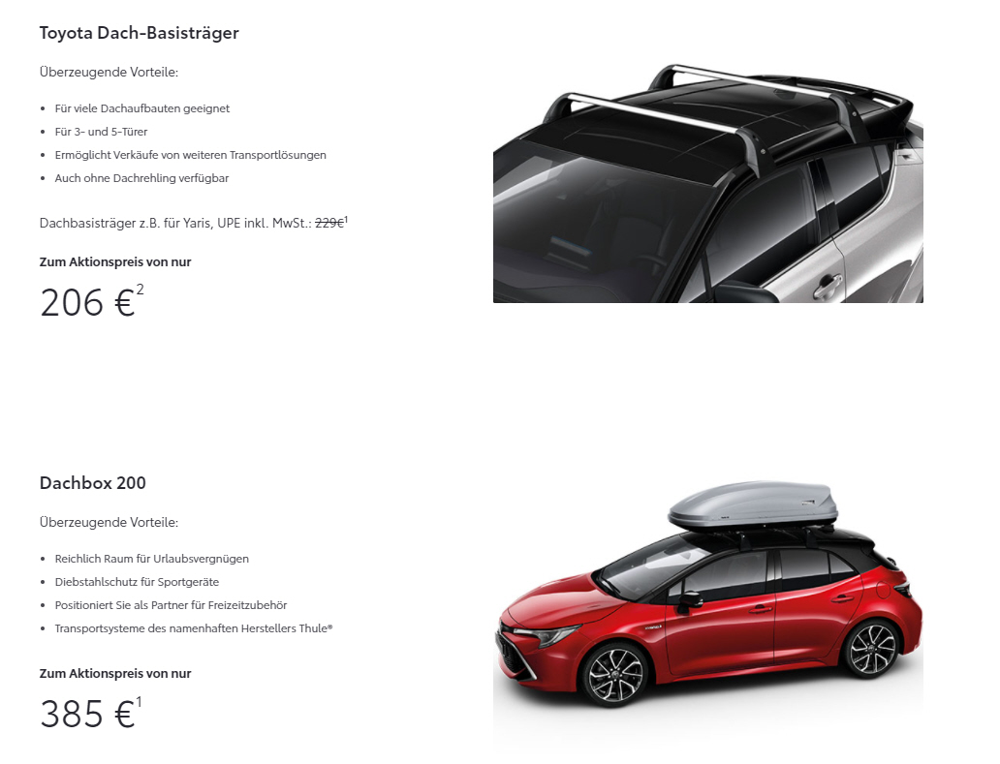 Toyota Dach-Basisträger
Überzeugende Vorteile:
• Für viele Dachaufbauten geeignet
• Für 3- und 5-Türer
• Ermöglicht Verkäufe von weiteren Transportlösungen
• Auch ohne Dachrehling verfügbar
Dachbasisträger z.B. für Yaris, UPE inkl. MwSt.: 229€¹
Zum Aktionspreis von nur
206 €²
Dachbox 200
Überzeugende Vorteile:
• Reichlich Raum für Urlaubsvergnügen
• Diebstahlschutz für Sportgeräte
• Positioniert Sie als Partner für Freizeitzubehör
• Transportsysteme des namenhaften Herstellers Thule®
Zum Aktionspreis von nur
385 €¹